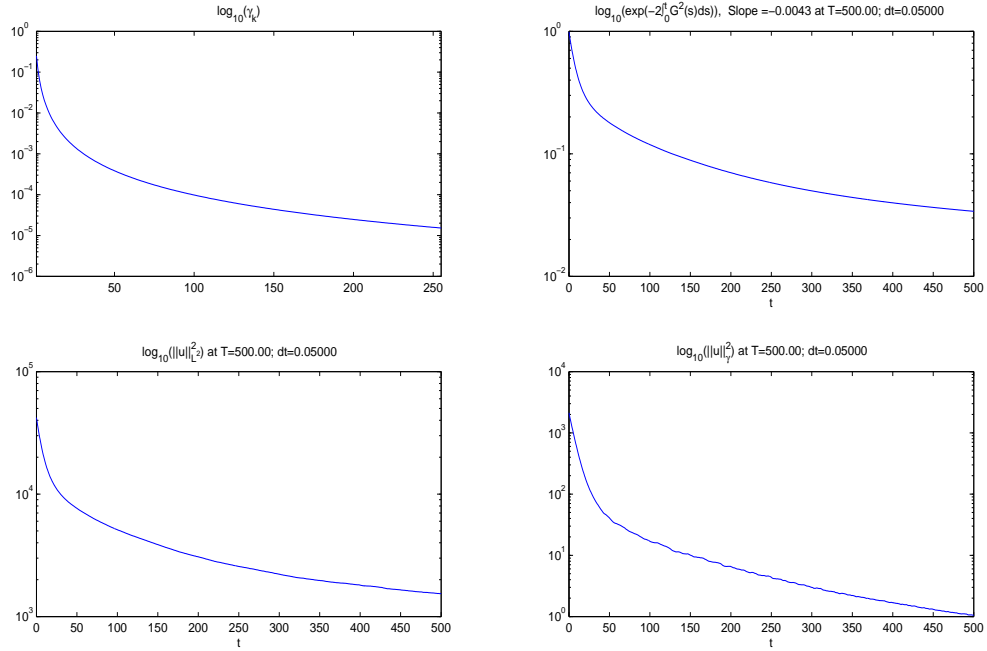 log10(γk)
10^0
10^-1
10^-2
10^-3
10^-4
10^-5
10^-6
50 100 150 200 250
log10(exp(-2∫0^t G^2(s)ds)), Slope =-0.0043 at T=500.00; dt=0.05000
10^0
10^-1
10^-2
0 50 100 150 200 250 300 350 400 450 500
t
log10(||u||^2_L^2) at T=500.00; dt=0.05000
10^5
10^4
10^3
0 50 100 150 200 250 300 350 400 450 500
t
log10(||u||^2_γ) at T=500.00; dt=0.05000
10^4
10^3
10^2
10^1
10^0
0 50 100 150 200 250 300 350 400 450 500
t